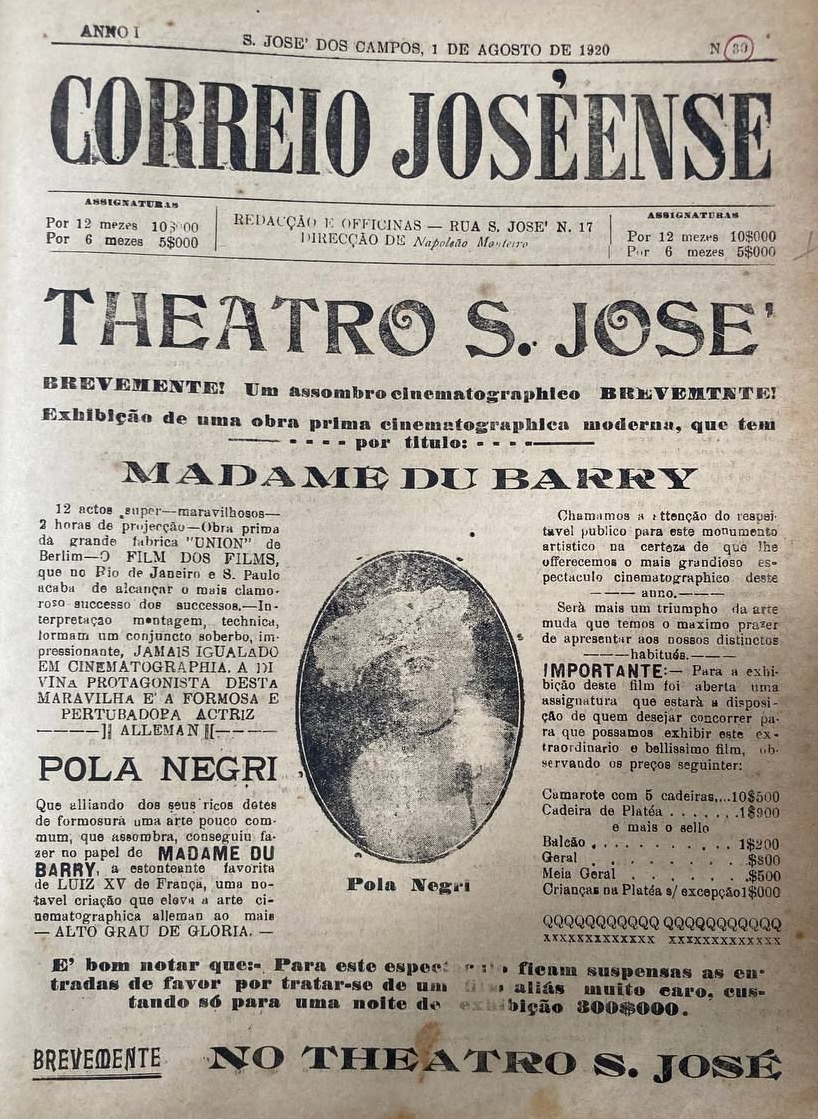 ANNO I
S. JOSE' DOS CAMPOS, 1 DE AGOSTO DE 1920
N 30
CORREIO JOSÉENSE
ASSIGNATURAS
Por 12 mezes
Por 6 mezes 5$000
REDACÇÃO E OFFICINAS — RUA S. JOSE' N. 17
DIRECÇÃO DE Napoleão Monteiro
ASSIGNATURAS
Por 12 mezes 10$000
Por 6 mezes 5$000
THEATRO S. JOSE'
BREVEMENTE! Um assombro cinematographico BREVEMTNTE!
Exhibição de uma obra prima cinematographica moderna, que tem
por titulo:
MADAME DU BARRY
12 actos super—maravilhosos—
2 horas de projecção—Obra prima
da grande fabrica "UNION" de
Berlim—O FILM DOS FILMS,
que no Rio de Janeiro e S. Paulo
acaba de alcançar o mais clamo-
roso successo dos successos.—In-
terpretação montagem, technica,
formam um conjuncto soberbo, im-
pressionante, JAMAIS IGUALADO
EM CINEMATOGRAPHIA. A DI
VINA PROTAGONISTA DESTA
MARAVILHA E' A FORMOSA E
PERTUBADORA ACTRIZ
ALLEMAN
POLA NEGRI,
Que alliando dos seus ricos dotes
de formosura uma arte pouco com-
mum, que assombra, conseguiu fa-
zer no papel de MADAME DU
BARRY, a estonteante favorita
de LUIZ XV de França, uma no-
tavel criação que eleva a arte ci-
nematographica alleman ao mais
— ALTO GRAU DE GLORIA. —
Pola Negri
Chamamos a attenção do respei-
tavel publico para este monumento
artistico na certeza de que lhe
offerecemos o mais grandioso es-
pectaculo cinematographico deste
——— anno.———
Será mais um triumpho da arte
muda que temos o maximo prazer
de apresentar aos nossos distinctos
———habitués.———
IMPORTANTE:— Para a exhi-
bição deste film foi aberta uma
assignatura que estará a disposi-
ção de quem desejar concorrer pa-
ra que possamos exhibir este ex-
traordinario e bellissimo film, ob-
servando os preços seguinter:
Camarote com 5 cadeiras,...10$500
Cadeira de Platéa . . . . . . .1$900
e mais o sello
Balcão . . . . . . . . . . 1$200
Geral . . . . . . . . . .$800
Meia Geral . . . . . . .$500
Crianças na Platéa s/ excepção1$000
QQQQQQQQQQQ QQQQQQQQQQQ
xxxxxxxxxxxxx xxxxxxxxxxxxx
E' bom notar que:- Para este ficam suspensas as en-
tradas de favor por tratar-se de um aliás muito caro, cus-
tando só para uma noite de exhibição 300$000.
BREVEMENTE NO THEATRO S. JOSÉ